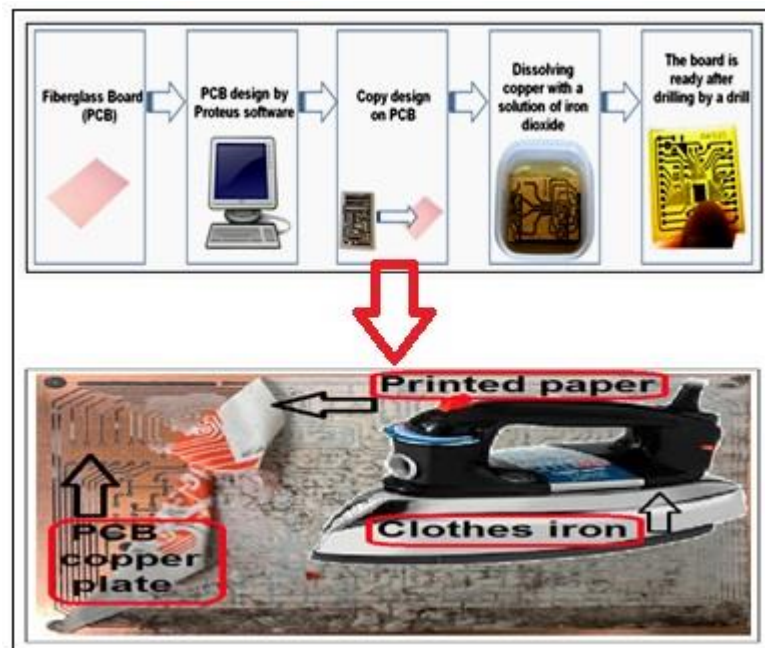 Fiberglass Board
(PCB)
PCB design by
Proteus software
Copy design
on PCB
Dissolving
copper with a
solution of iron
dioxide
The board is
ready after
drilling by a drill
Printed paper
Clothes iron
PCB
copper
plate